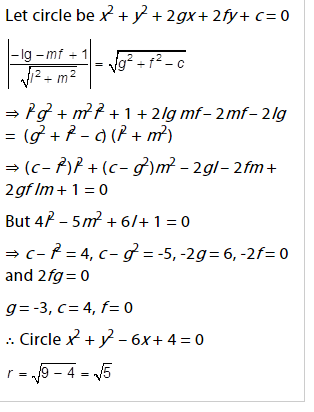 Let circle be x² + y² + 2gx + 2fy + c = 0
|(-lg - mf + 1)/√(l² + m²)| = √(g² + f² - c)
⇒ l²g² + m²f² + 1 + 2lg mf - 2mf - 2lg
= (g² + f² - c) (l² + m²)
⇒ (c - f²)l² + (c - g²)m² - 2gl - 2fm +
2gf lm + 1 = 0
But 4l² - 5m² + 6l + 1 = 0
⇒ c - f² = 4, c - g² = -5, -2g = 6, -2f = 0
and 2fg = 0
g = -3, c = 4, f = 0
∴ Circle x² + y² - 6x + 4 = 0
r = √(9 - 4) = √5